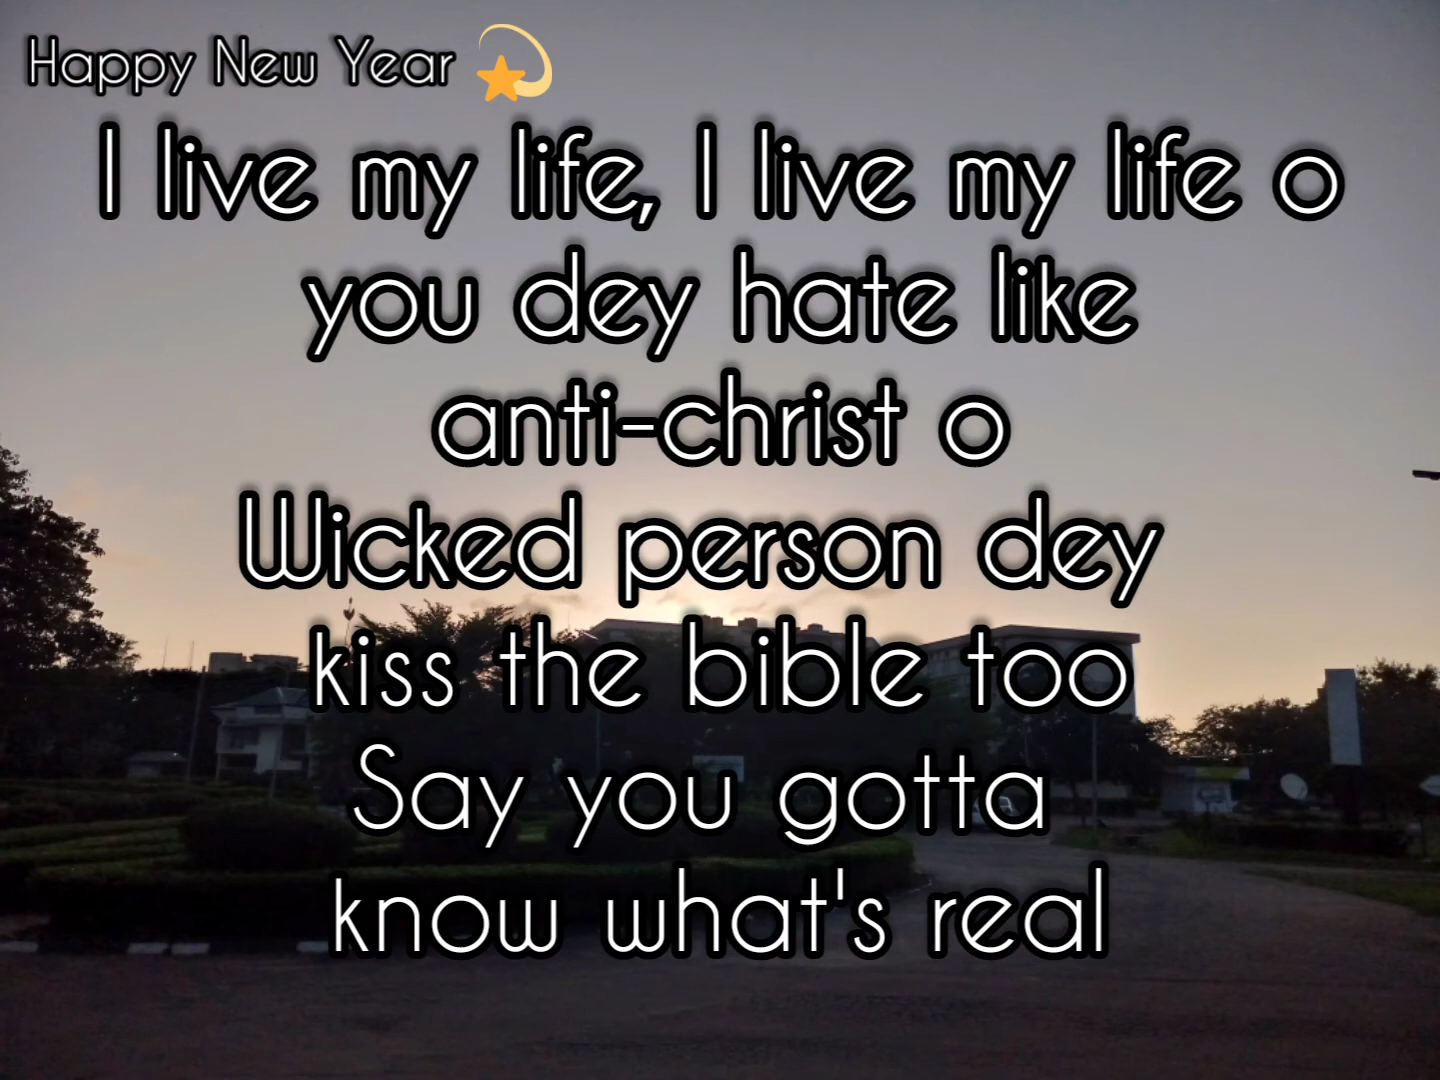 Happy New Year 💫
I live my life, I live my life o
you dey hate like
anti-christ o
Wicked person dey
kiss the bible too
Say you gotta
know what's real